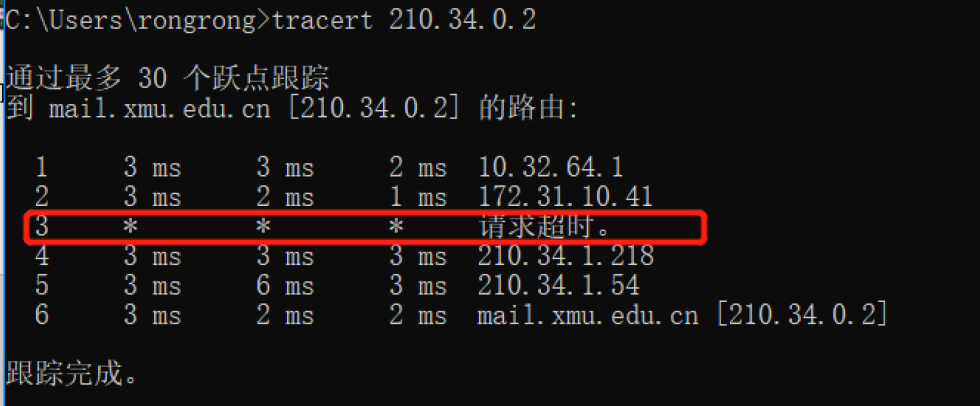 C:\Users\rongrong>tracert 210.34.0.2
通过最多 30 个跃点跟踪
到 mail.xmu.edu.cn [210.34.0.2] 的路由:
1 3 ms 3 ms 2 ms 10.32.64.1
2 3 ms 2 ms 1 ms 172.31.10.41
3 * * * 请求超时。
4 3 ms 3 ms 3 ms 210.34.1.218
5 3 ms 6 ms 3 ms 210.34.1.54
6 3 ms 2 ms 2 ms mail.xmu.edu.cn [210.34.0.2]
跟踪完成。